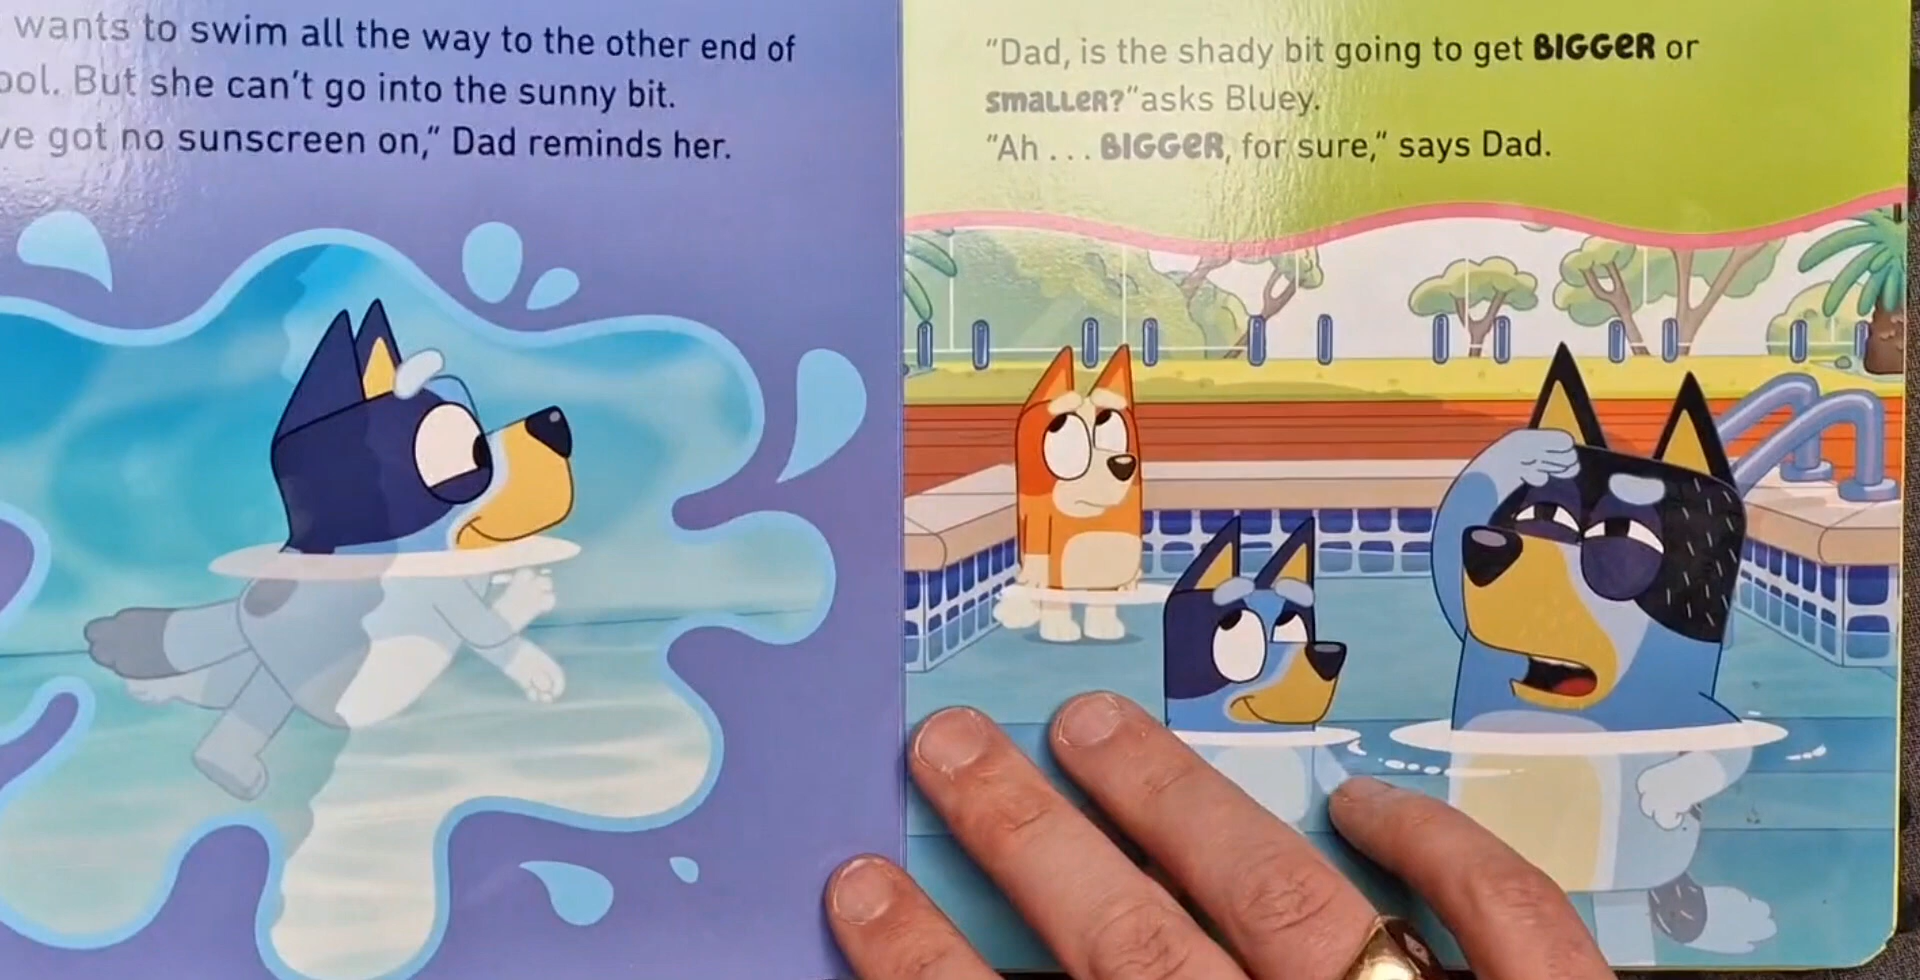 wants to swim all the way to the other end of
ool. But she can't go into the sunny bit.
ve got no sunscreen on," Dad reminds her.
"Dad, is the shady bit going to get BIGGER or
SMALLER?" asks Bluey.
"Ah . . . BIGGER, for sure," says Dad.